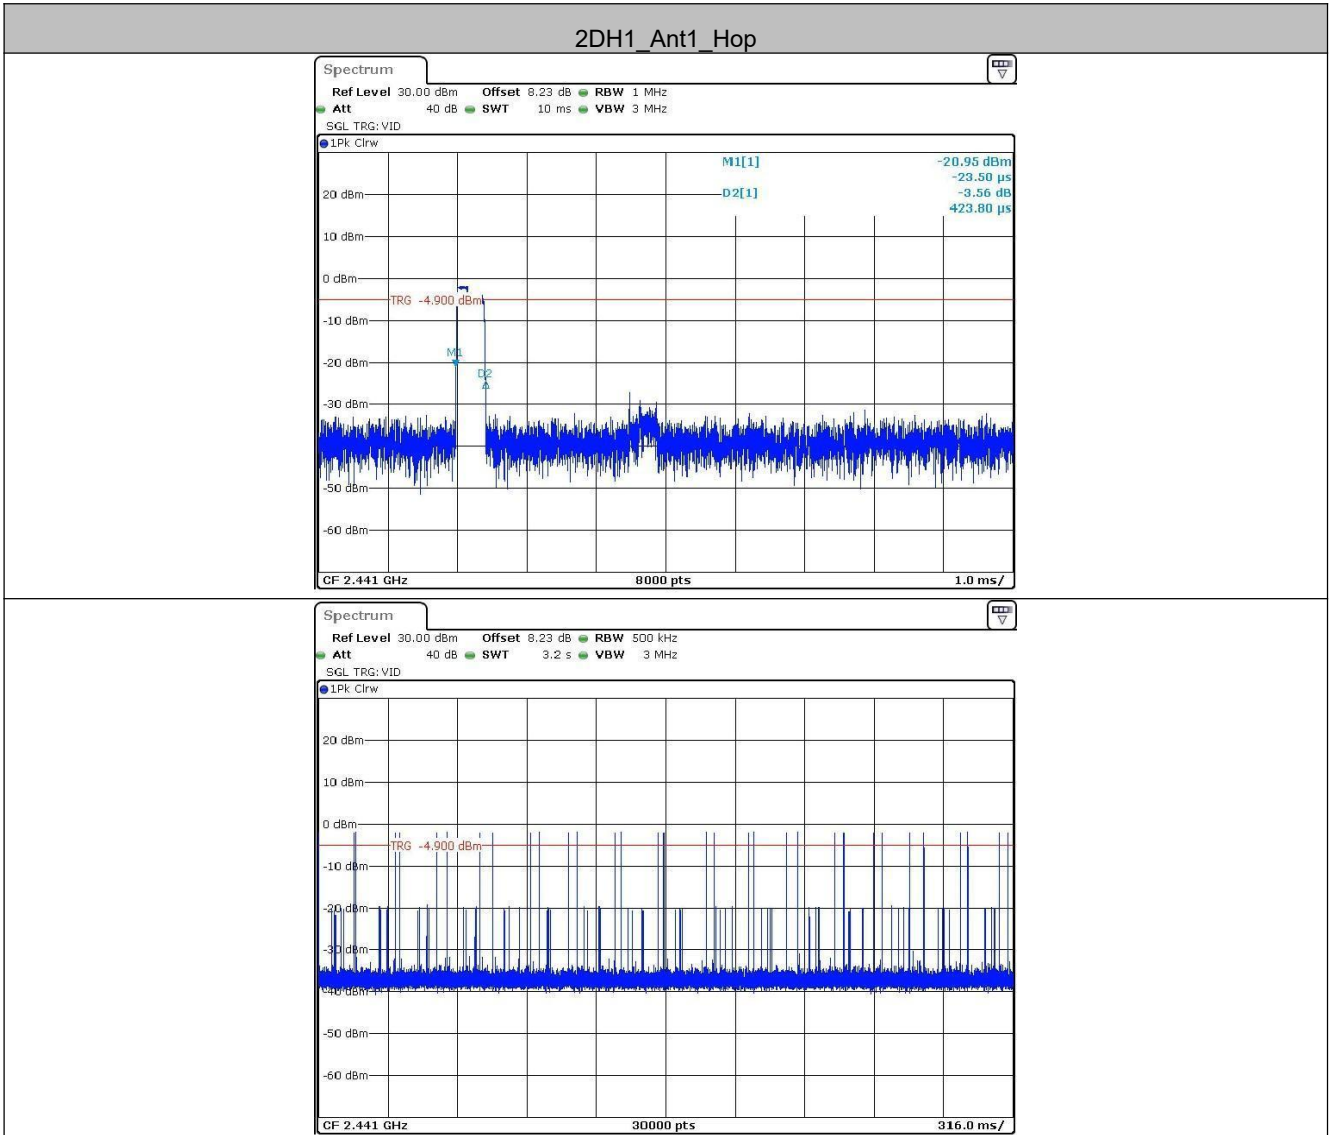 2DH1_Ant1_Hop
Spectrum
Ref Level 30.00 dBm Offset 8.23 dB RBW 1 MHz
Att 40 dB SWT 10 ms VBW 3 MHz
SGL TRG: VID
1Pk Clrw
M1[1] -20.95 dBm
-23.50 µs
20 dBm D2[1] -3.56 dB
423.80 µs
10 dBm
0 dBm
TRG -4.900 dBm
-10 dBm
M1
-20 dBm
D2
-30 dBm
-50 dBm
-60 dBm
CF 2.441 GHz 8000 pts 1.0 ms/
Spectrum
Ref Level 30.00 dBm Offset 8.23 dB RBW 500 kHz
Att 40 dB SWT 3.2 s VBW 3 MHz
SGL TRG: VID
1Pk Clrw
20 dBm
10 dBm
0 dBm
TRG -4.900 dBm
-10 dBm
-20 dBm
-30 dBm
-40 dBm
-50 dBm
-60 dBm
CF 2.441 GHz 30000 pts 316.0 ms/